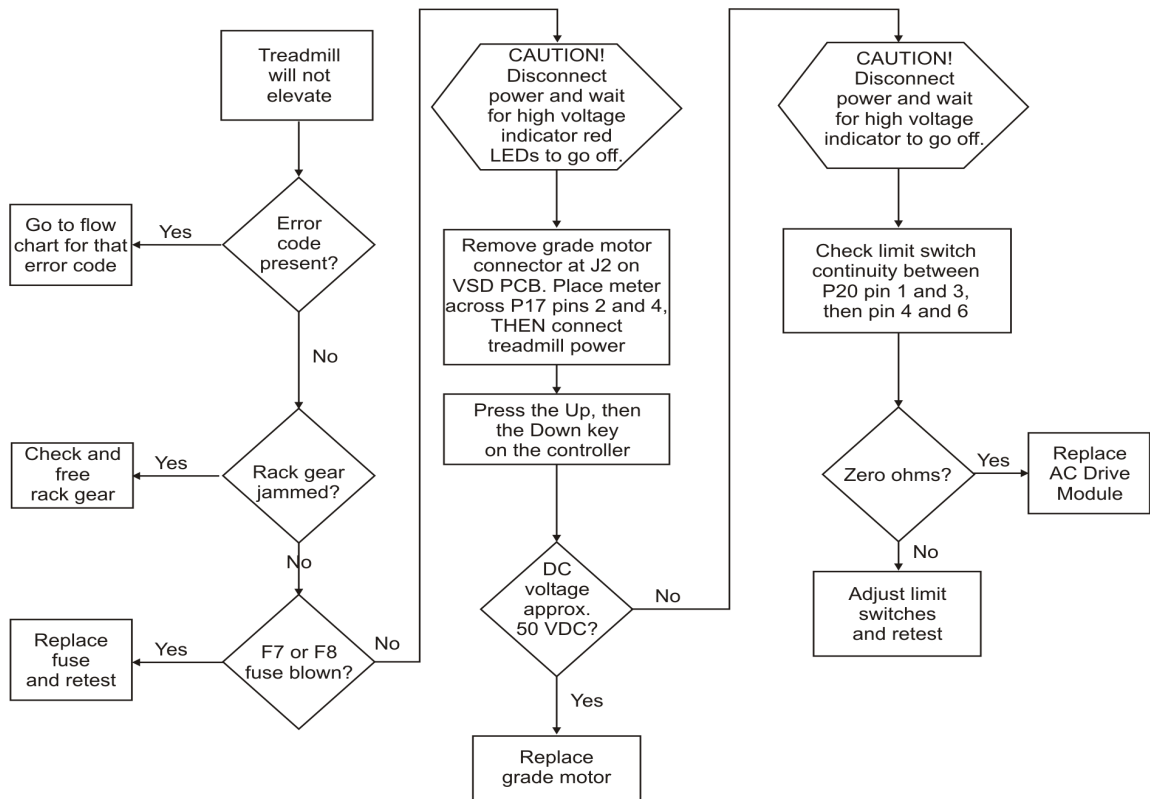 Treadmill
will not
elevate
Error
code
present?
Yes
Go to flow
chart for that
error code
No
Rack gear
jammed?
Yes
Check and
free
rack gear
No
F7 or F8
fuse blown?
Yes
Replace
fuse
and retest
No
CAUTION!
Disconnect
power and wait
for high voltage
indicator red
LEDs to go off.
Remove grade motor
connector at J2 on
VSD PCB. Place meter
across P17 pins 2 and 4,
THEN connect
treadmill power
Press the Up, then
the Down key
on the controller
DC
voltage
approx.
50 VDC?
Yes
Replace
grade motor
No
CAUTION!
Disconnect
power and wait
for high voltage
indicator to go off.
Check limit switch
continuity between
P20 pin 1 and 3,
then pin 4 and 6
Zero ohms?
Yes
Replace
AC Drive
Module
No
Adjust limit
switches
and retest